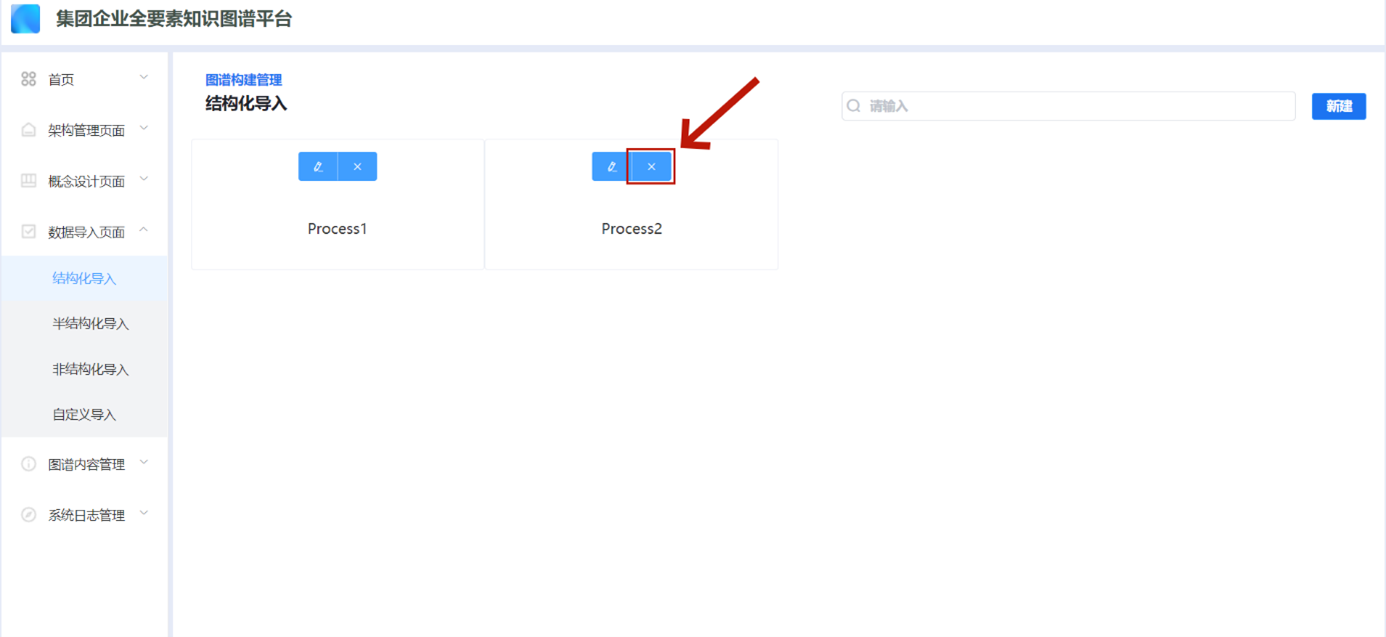 集团企业全要素知识图谱平台
首页
架构管理页面
概念设计页面
数据导入页面
结构化导入
半结构化导入
非结构化导入
自定义导入
图谱内容管理
系统日志管理
图谱构建管理
结构化导入
请输入
新建
Process1
Process2